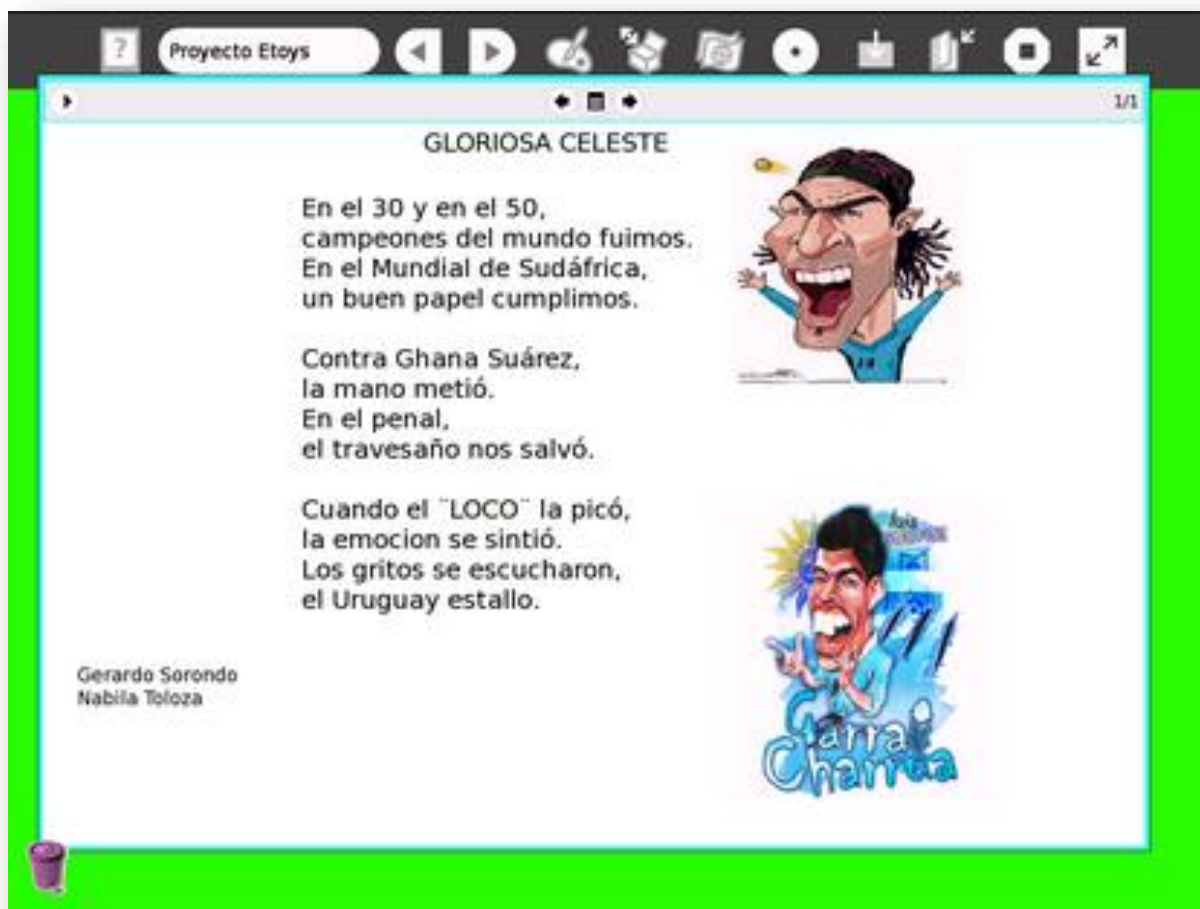 Proyecto Etoys
1/1
GLORIOSA CELESTE
En el 30 y en el 50,
campeones del mundo fuimos.
En el Mundial de Sudáfrica,
un buen papel cumplimos.
Contra Ghana Suárez,
la mano metió.
En el penal,
el travesaño nos salvó.
Cuando el ¨LOCO¨ la picó,
la emocion se sintió.
Los gritos se escucharon,
el Uruguay estallo.
Gerardo Sorondo
Nabila Toloza
luis
Garra
Charrua